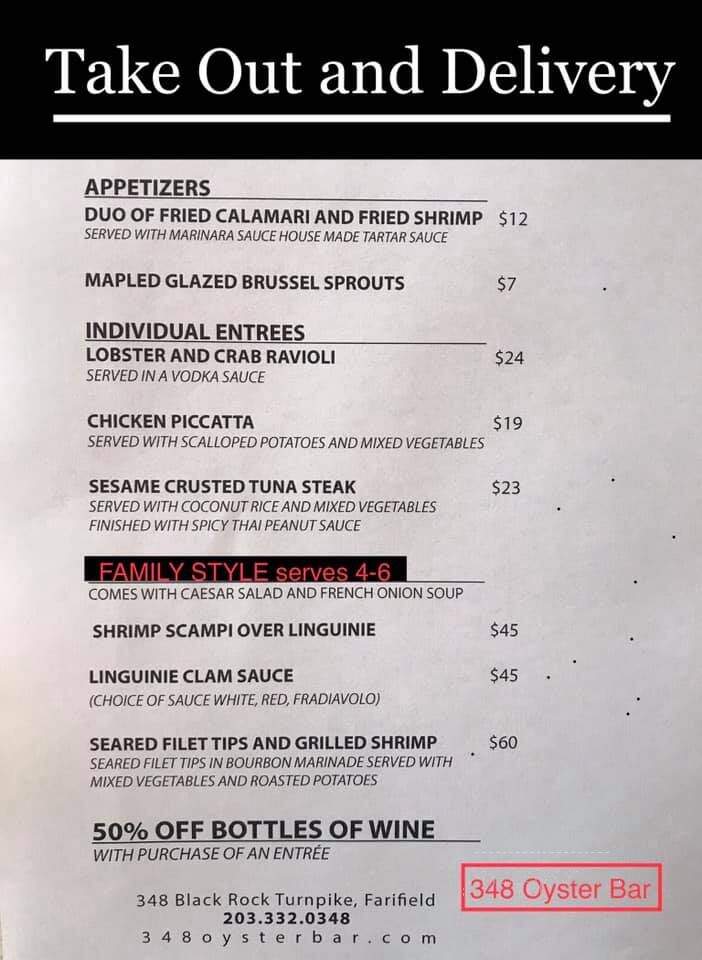 Take Out and Delivery
APPETIZERS
DUO OF FRIED CALAMARI AND FRIED SHRIMP $12
SERVED WITH MARINARA SAUCE HOUSE MADE TARTAR SAUCE
MAPLED GLAZED BRUSSEL SPROUTS $7
INDIVIDUAL ENTREES
LOBSTER AND CRAB RAVIOLI $24
SERVED IN A VODKA SAUCE
CHICKEN PICCATTA $19
SERVED WITH SCALLOPED POTATOES AND MIXED VEGETABLES
SESAME CRUSTED TUNA STEAK $23
SERVED WITH COCONUT RICE AND MIXED VEGETABLES
FINISHED WITH SPICY THAI PEANUT SAUCE
FAMILY STYLE serves 4-6
COMES WITH CAESAR SALAD AND FRENCH ONION SOUP
SHRIMP SCAMPI OVER LINGUINIE $45
LINGUINIE CLAM SAUCE $45
(CHOICE OF SAUCE WHITE, RED, FRADIAVOLO)
SEARED FILET TIPS AND GRILLED SHRIMP $60
SEARED FILET TIPS IN BOURBON MARINADE SERVED WITH
MIXED VEGETABLES AND ROASTED POTATOES
50% OFF BOTTLES OF WINE
WITH PURCHASE OF AN ENTRÉE
348 Oyster Bar
348 Black Rock Turnpike, Farifield
203.332.0348
348oysterbar.com